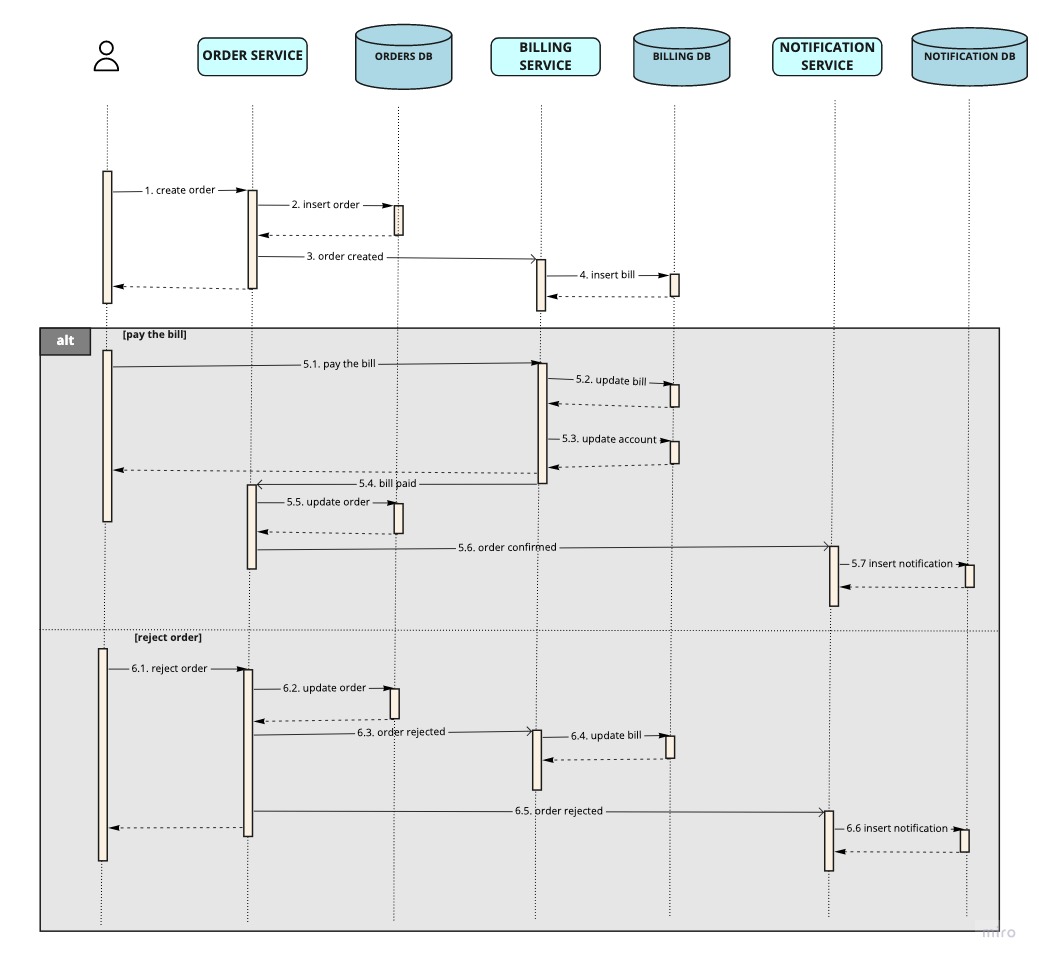 ORDER SERVICE
ORDERS DB
BILLING
SERVICE
BILLING DB
NOTIFICATION
SERVICE
NOTIFICATION DB
1. create order
2. insert order
3. order created
4. insert bill
alt
[pay the bill]
5.1. pay the bill
5.2. update bill
5.3. update account
5.4. bill paid
5.5. update order
5.6. order confirmed
5.7 insert notification
[reject order]
6.1. reject order
6.2. update order
6.3. order rejected
6.4. update bill
6.5. order rejected
6.6 insert notification
miro